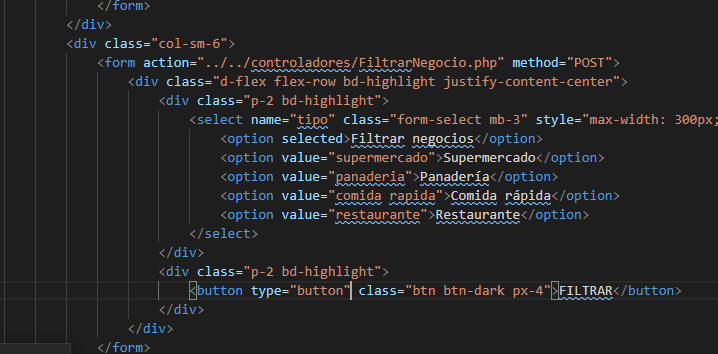 </form>
</div>
<div class="col-sm-6">
<form action="../../controladores/FiltrarNegocio.php" method="POST">
<div class="d-flex flex-row bd-highlight justify-content-center">
<div class="p-2 bd-highlight">
<select name="tipo" class="form-select mb-3" style="max-width: 300px;
<option selected>Filtrar negocios</option>
<option value="supermercado">Supermercado</option>
<option value="panaderia">Panadería</option>
<option value="comida rapida">Comida rápida</option>
<option value="restaurante">Restaurante</option>
</select>
</div>
<div class="p-2 bd-highlight">
<button type="button" class="btn btn-dark px-4">FILTRAR</button>
</div>
</div>
</form>